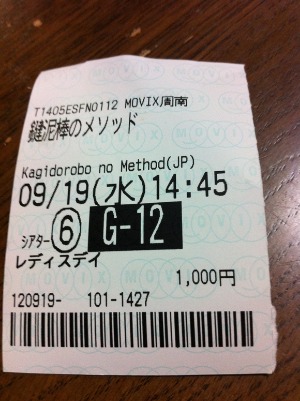 T1405ESFN0112 MOVIX周南
鍵泥棒のメソッド
Kagidorobo no Method(JP)
09/19(水)14:45
シアター ⑥ G-12
レディスデイ
1,000円
120919- 101-1427